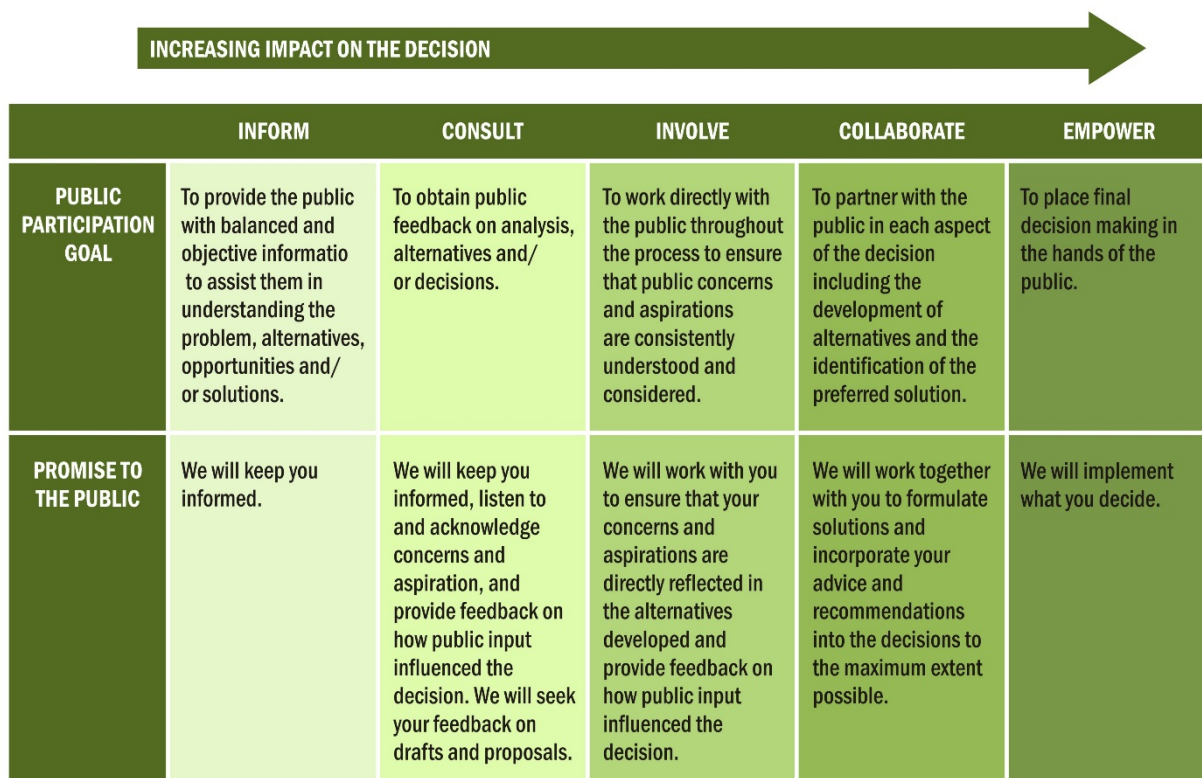 INCREASING IMPACT ON THE DECISION
INFORM
CONSULT
INVOLVE
COLLABORATE
EMPOWER
PUBLIC
PARTICIPATION
GOAL
To provide the public
with balanced and
objective informatio
to assist them in
understanding the
problem, alternatives,
opportunities and/
or solutions.
To obtain public
feedback on analysis,
alternatives and/
or decisions.
To work directly with
the public throughout
the process to ensure
that public concerns
and aspirations
are consistently
understood and
considered.
To partner with the
public in each aspect
of the decision
including the
development of
alternatives and the
identification of the
preferred solution.
To place final
decision making in
the hands of the
public.
PROMISE TO
THE PUBLIC
We will keep you
informed.
We will keep you
informed, listen to
and acknowledge
concerns and
aspiration, and
provide feedback on
how public input
influenced the
decision. We will seek
your feedback on
drafts and proposals.
We will work with you
to ensure that your
concerns and
aspirations are
directly reflected in
the alternatives
developed and
provide feedback on
how public input
influenced the
decision.
We will work together
with you to formulate
solutions and
incorporate your
advice and
recommendations
into the decisions to
the maximum extent
possible.
We will implement
what you decide.